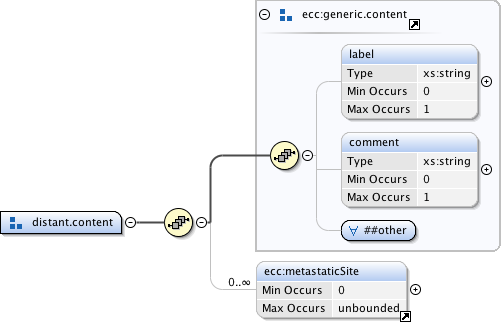 ecc:generic.content
label
Type xs:string
Min Occurs 0
Max Occurs 1
comment
Type xs:string
Min Occurs 0
Max Occurs 1
distant.content
∀ ##other
0..∞
ecc:metastaticSite
Min Occurs 0
Max Occurs unbounded